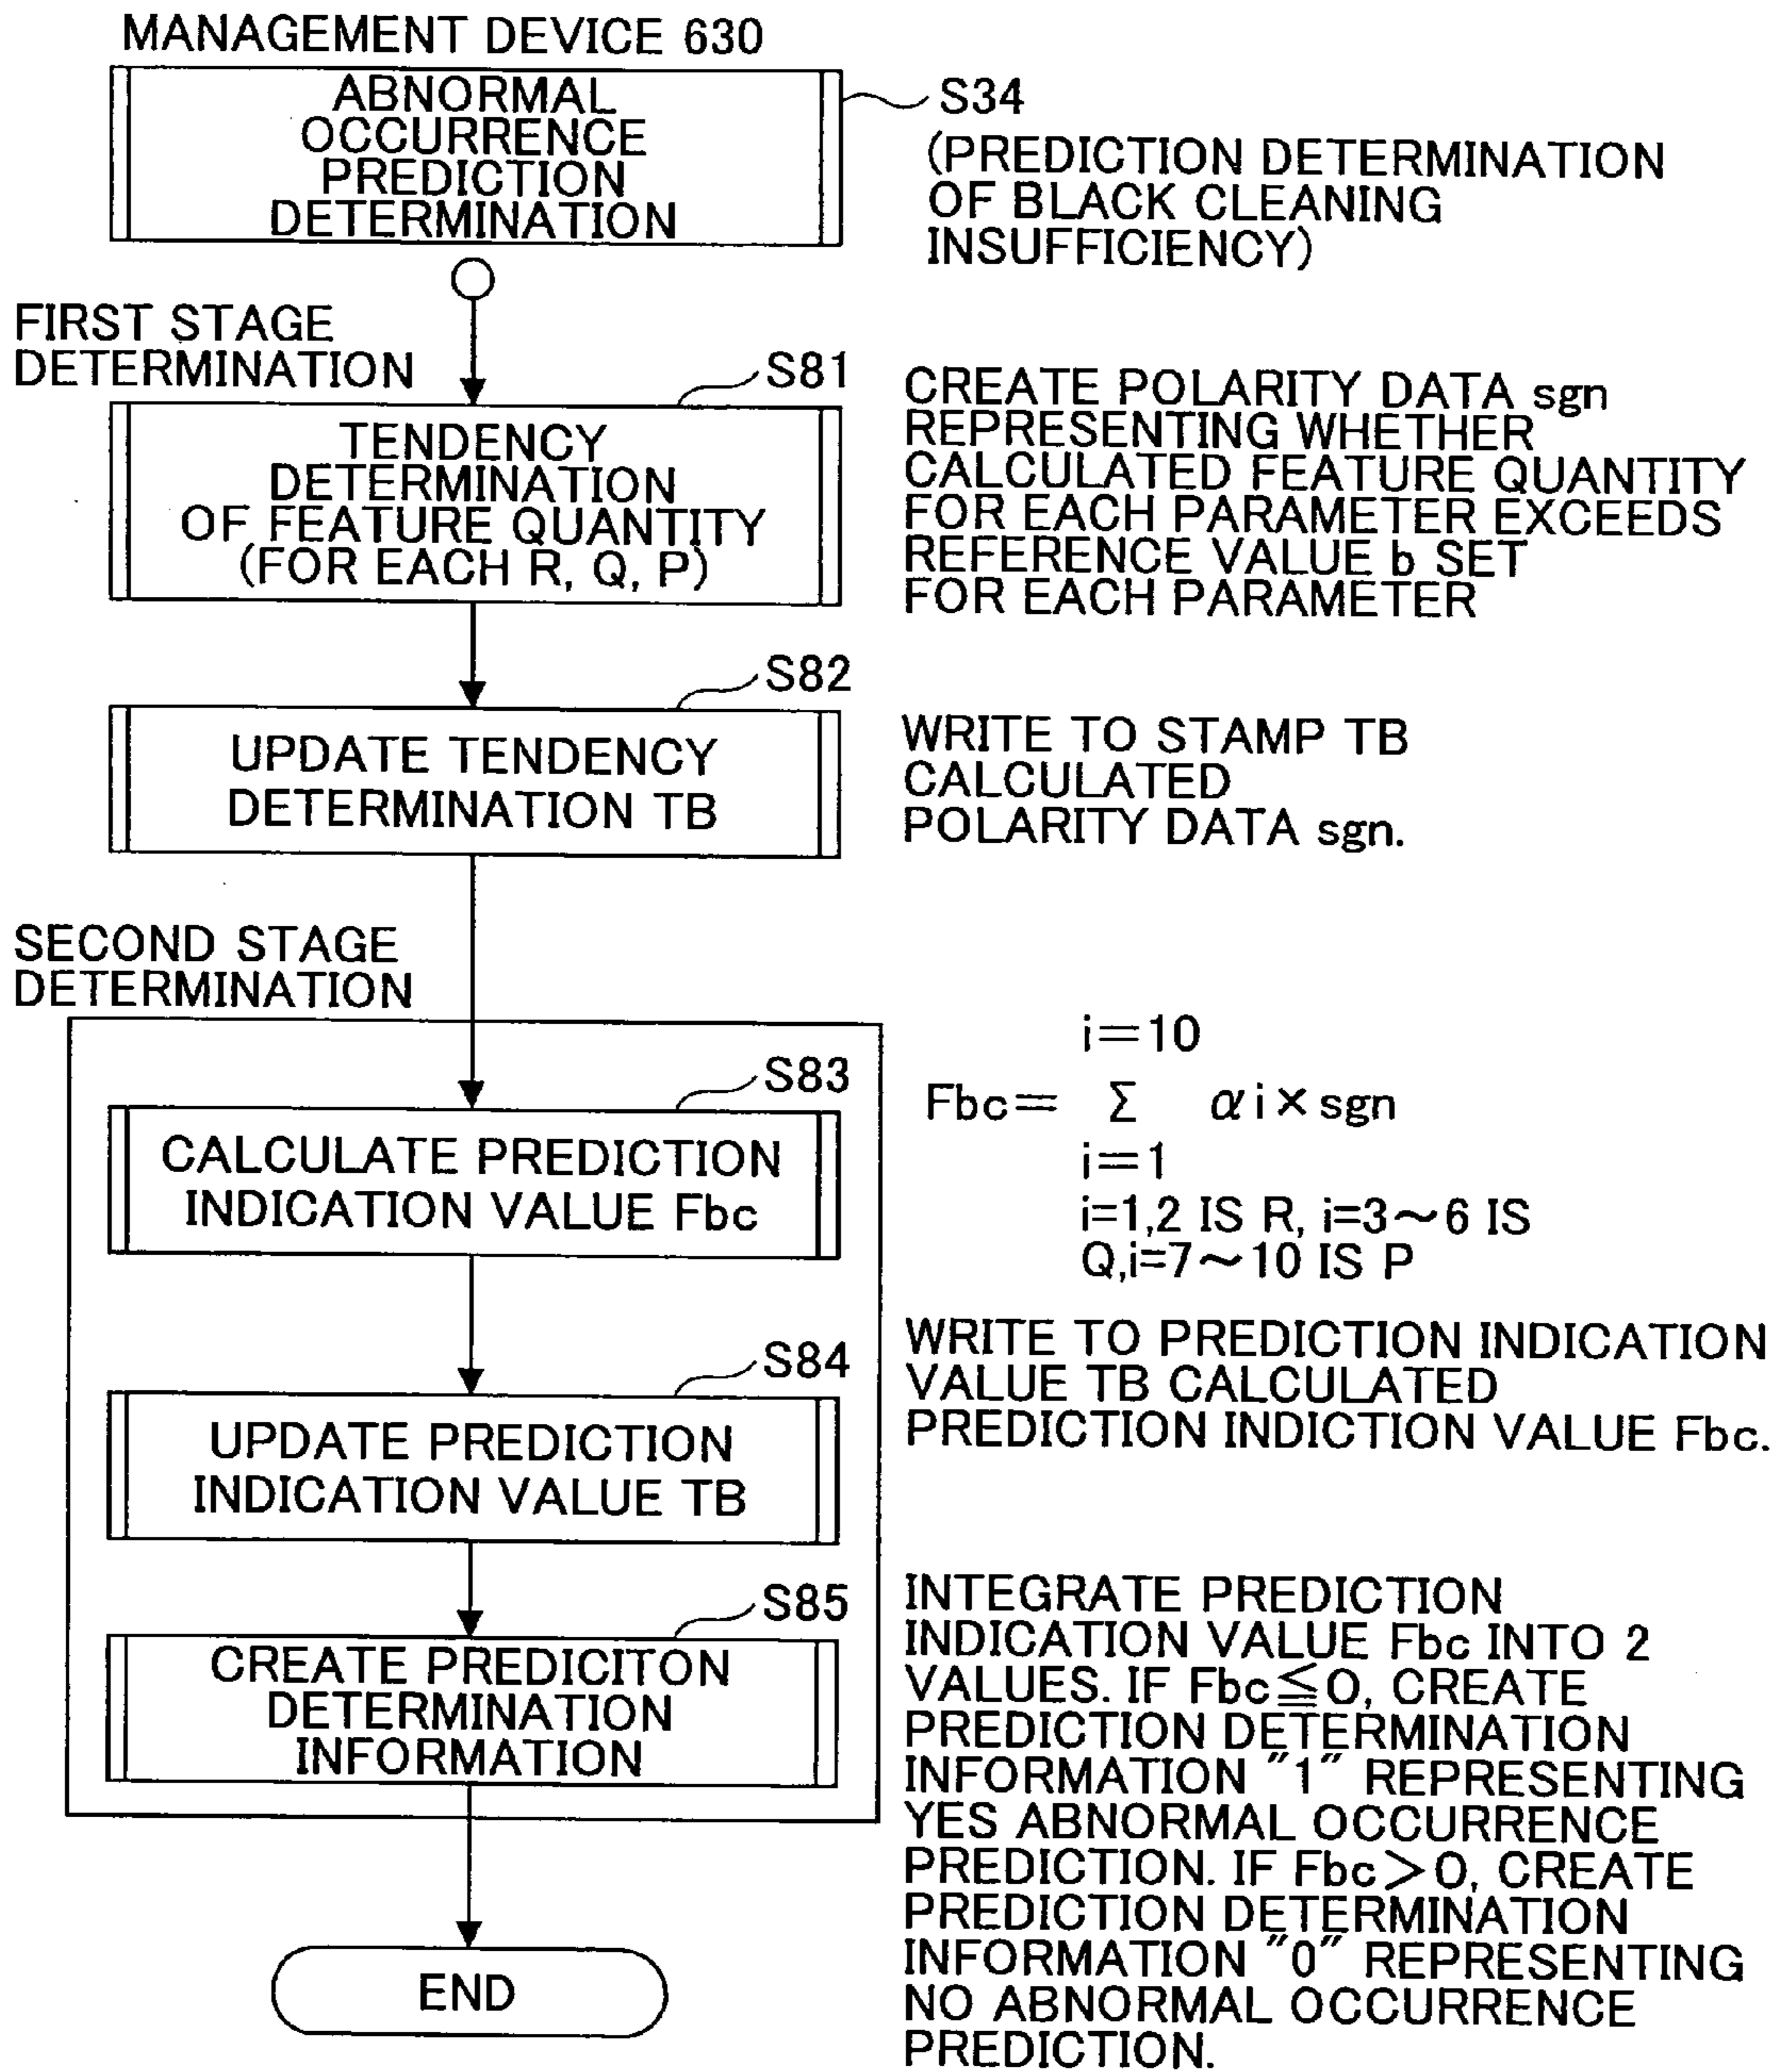 MANAGEMENT DEVICE 630
ABNORMAL
OCCURRENCE
PREDICTION
DETERMINATION
S34
(PREDICTION DETERMINATION
OF BLACK CLEANING
INSUFFICIENCY)
FIRST STAGE
DETERMINATION
S81
TENDENCY
DETERMINATION
OF FEATURE QUANTITY
(FOR EACH R, Q, P)
CREATE POLARITY DATA sgn
REPRESENTING WHETHER
CALCULATED FEATURE QUANTITY
FOR EACH PARAMETER EXCEEDS
REFERENCE VALUE b SET
FOR EACH PARAMETER
S82
UPDATE TENDENCY
DETERMINATION TB
WRITE TO STAMP TB
CALCULATED
POLARITY DATA sgn.
SECOND STAGE
DETERMINATION
S83
CALCULATE PREDICTION
INDICATION VALUE Fbc
i=10
Fbc= Σ αi×sgn
i=1
i=1,2 IS R, i=3～6 IS
Q,i=7～10 IS P
S84
UPDATE PREDICTION
INDICATION VALUE TB
WRITE TO PREDICTION INDICATION
VALUE TB CALCULATED
PREDICTION INDICTION VALUE Fbc.
S85
CREATE PREDICITON
DETERMINATION
INFORMATION
INTEGRATE PREDICTION
INDICATION VALUE Fbc INTO 2
VALUES. IF Fbc≦0, CREATE
PREDICTION DETERMINATION
INFORMATION "1" REPRESENTING
YES ABNORMAL OCCURRENCE
PREDICTION. IF Fbc＞0, CREATE
PREDICTION DETERMINATION
INFORMATION "0" REPRESENTING
NO ABNORMAL OCCURRENCE
PREDICTION.
END